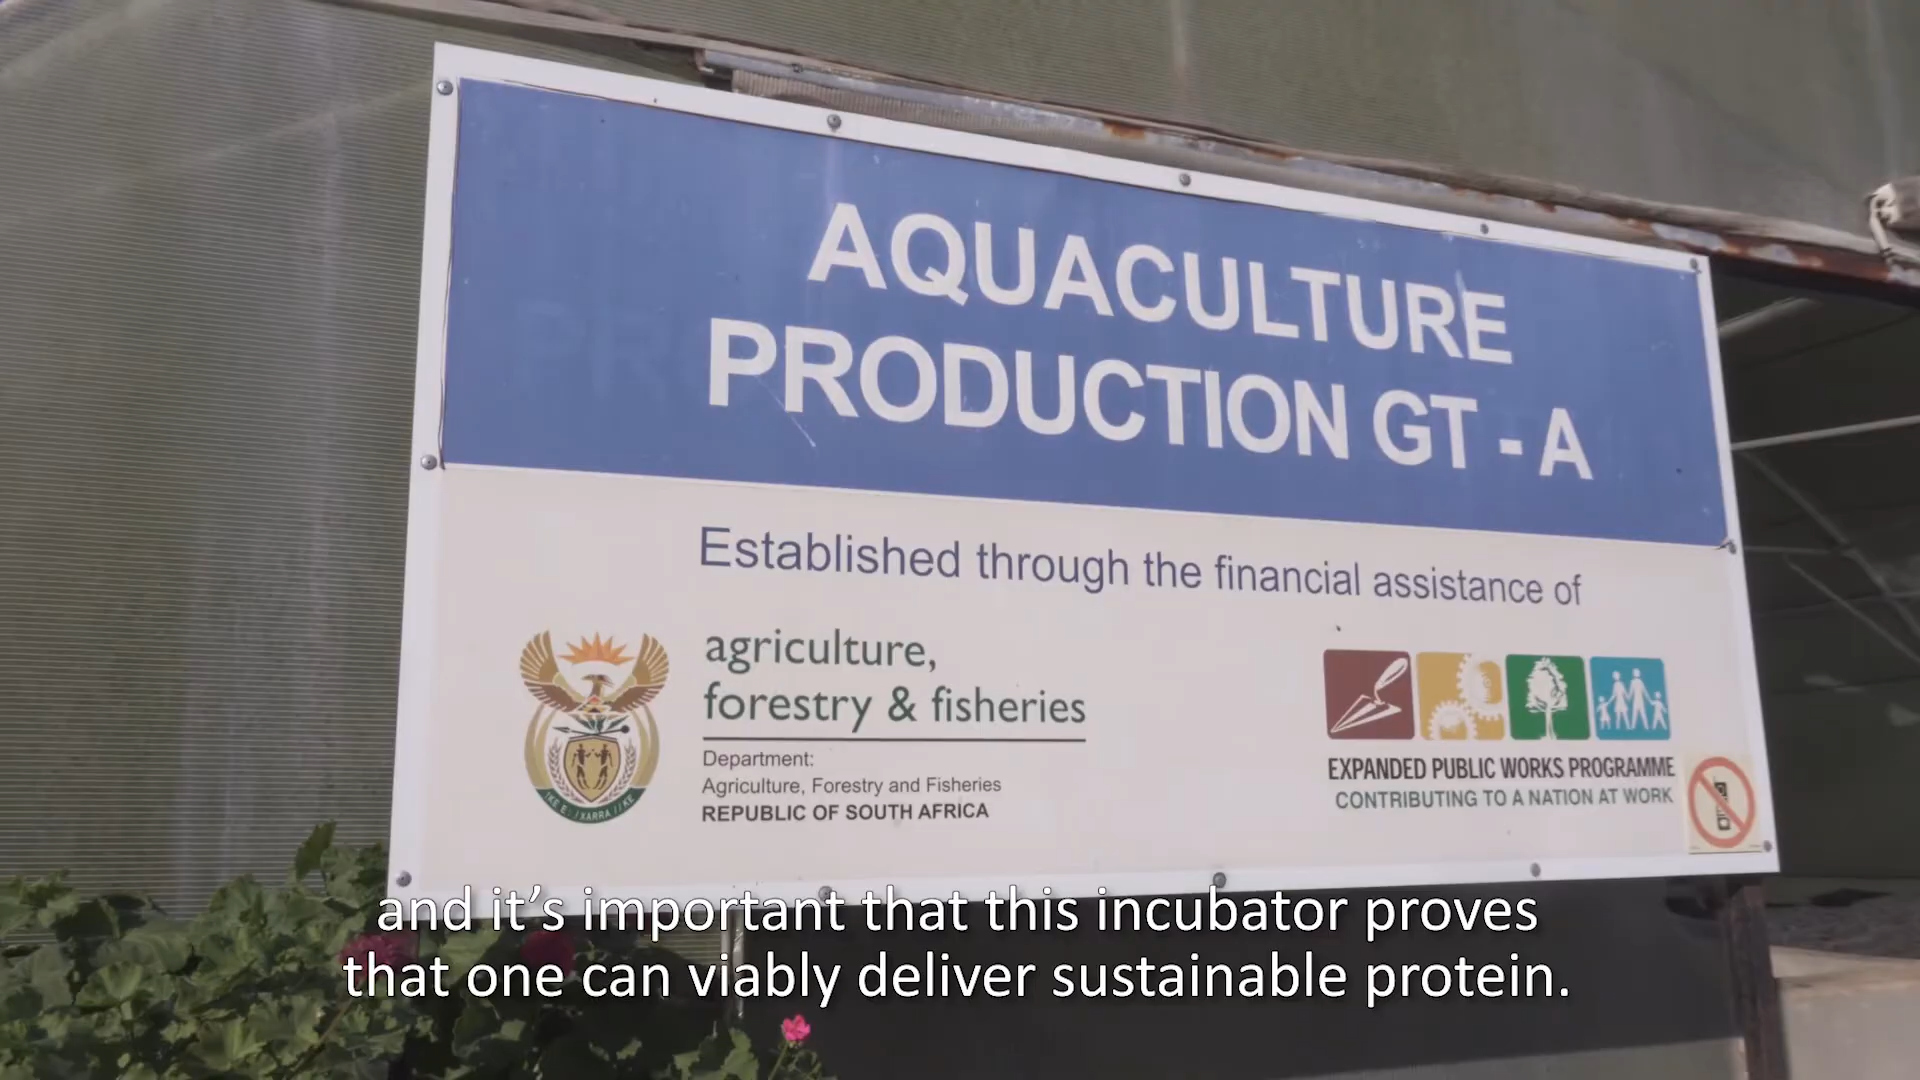 AQUACULTURE
PRODUCTION GT - A
Established through the financial assistance of
agriculture,
forestry & fisheries
Department:
Agriculture, Forestry and Fisheries
REPUBLIC OF SOUTH AFRICA
EXPANDED PUBLIC WORKS PROGRAMME
CONTRIBUTING TO A NATION AT WORK
and it’s important that this incubator proves
that one can viably deliver sustainable protein.